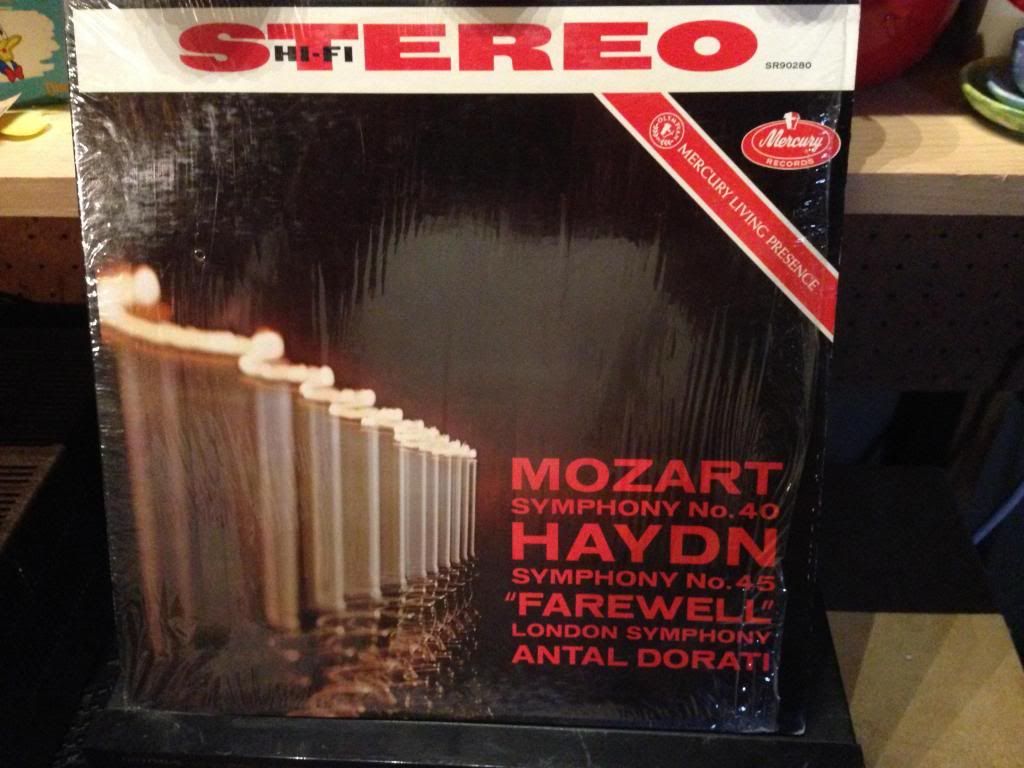 STEREO
HI-FI
SR90280
OLYMPIAN
MERCURY LIVING PRESENCE
Mercury
RECORDS
MOZART
SYMPHONY No. 40
HAYDN
SYMPHONY No. 45
"FAREWELL"
LONDON SYMPHONY
ANTAL DORATI